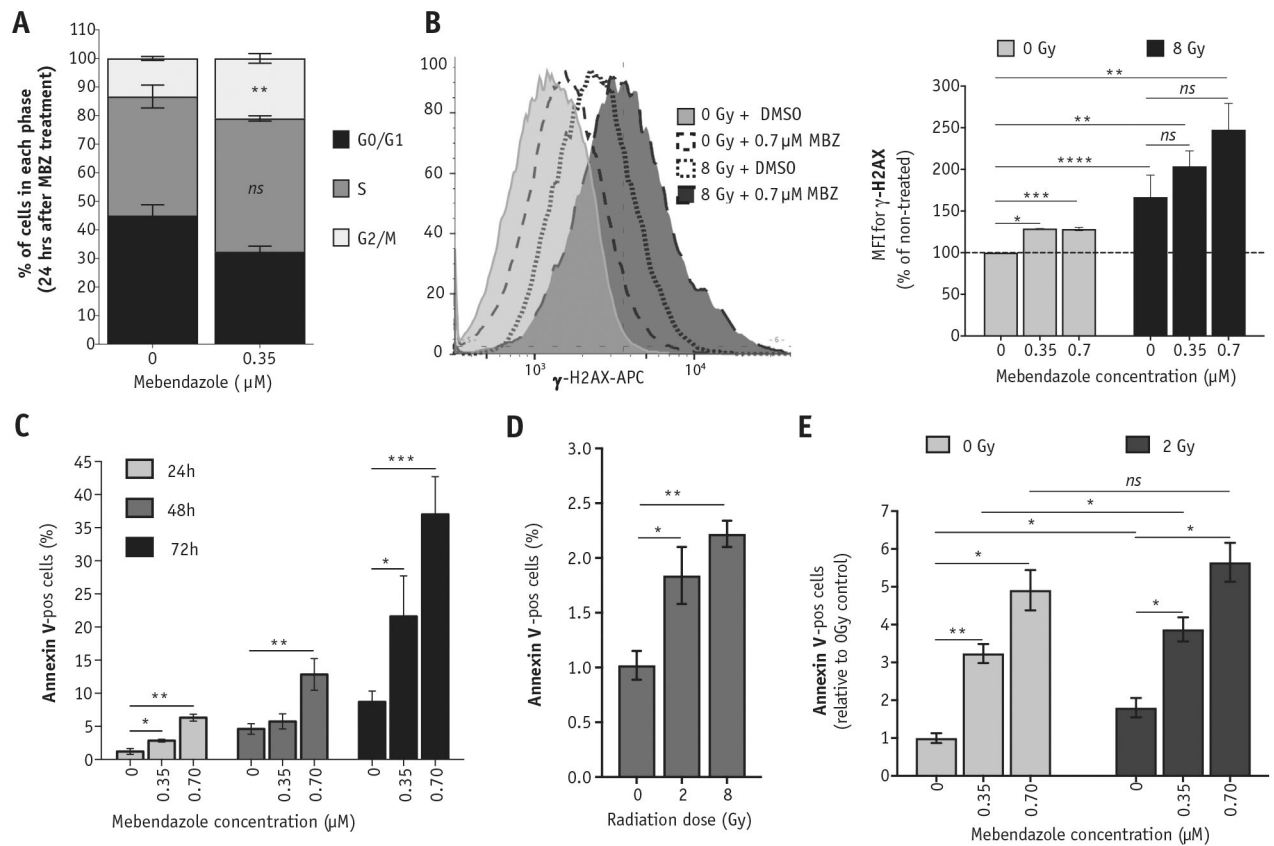 A
% of cells in each phase
(24 hrs after MBZ treatment)
110
100
90
80
70
60
50
40
30
20
10
0
**
ns
0
0.35
Mebendazole ( µM)
G0/G1
S
G2/M
B
100
80
60
40
20
0
10³
10⁴
γ-H2AX-APC
0 Gy + DMSO
0 Gy + 0.7 µM MBZ
8 Gy + DMSO
8 Gy + 0.7 µM MBZ
-6-
0 Gy
8 Gy
MFI for γ-H2AX
(% of non-treated)
300
250
200
150
100
50
0
**
ns
**
ns
****
***
*
0
0.35
0.7
0
0.35
0.7
Mebendazole concentration (µM)
C
Annexin V-pos cells (%)
45
40
35
30
25
20
15
10
5
0
24h
48h
72h
**
*
**
***
*
0
0.35
0.70
0
0.35
0.70
0
0.35
0.70
Mebendazole concentration (µM)
D
Annexin V -pos cells (%)
3.0
2.5
2.0
1.5
1.0
0.5
0.0
**
*
0
2
8
Radiation dose (Gy)
E
0 Gy
2 Gy
Annexin V -pos cells
(relative to 0Gy control)
7
6
5
4
3
2
1
0
ns
*
*
*
*
**
*
0
0.35
0.70
0
0.35
0.70
Mebendazole concentration (µM)